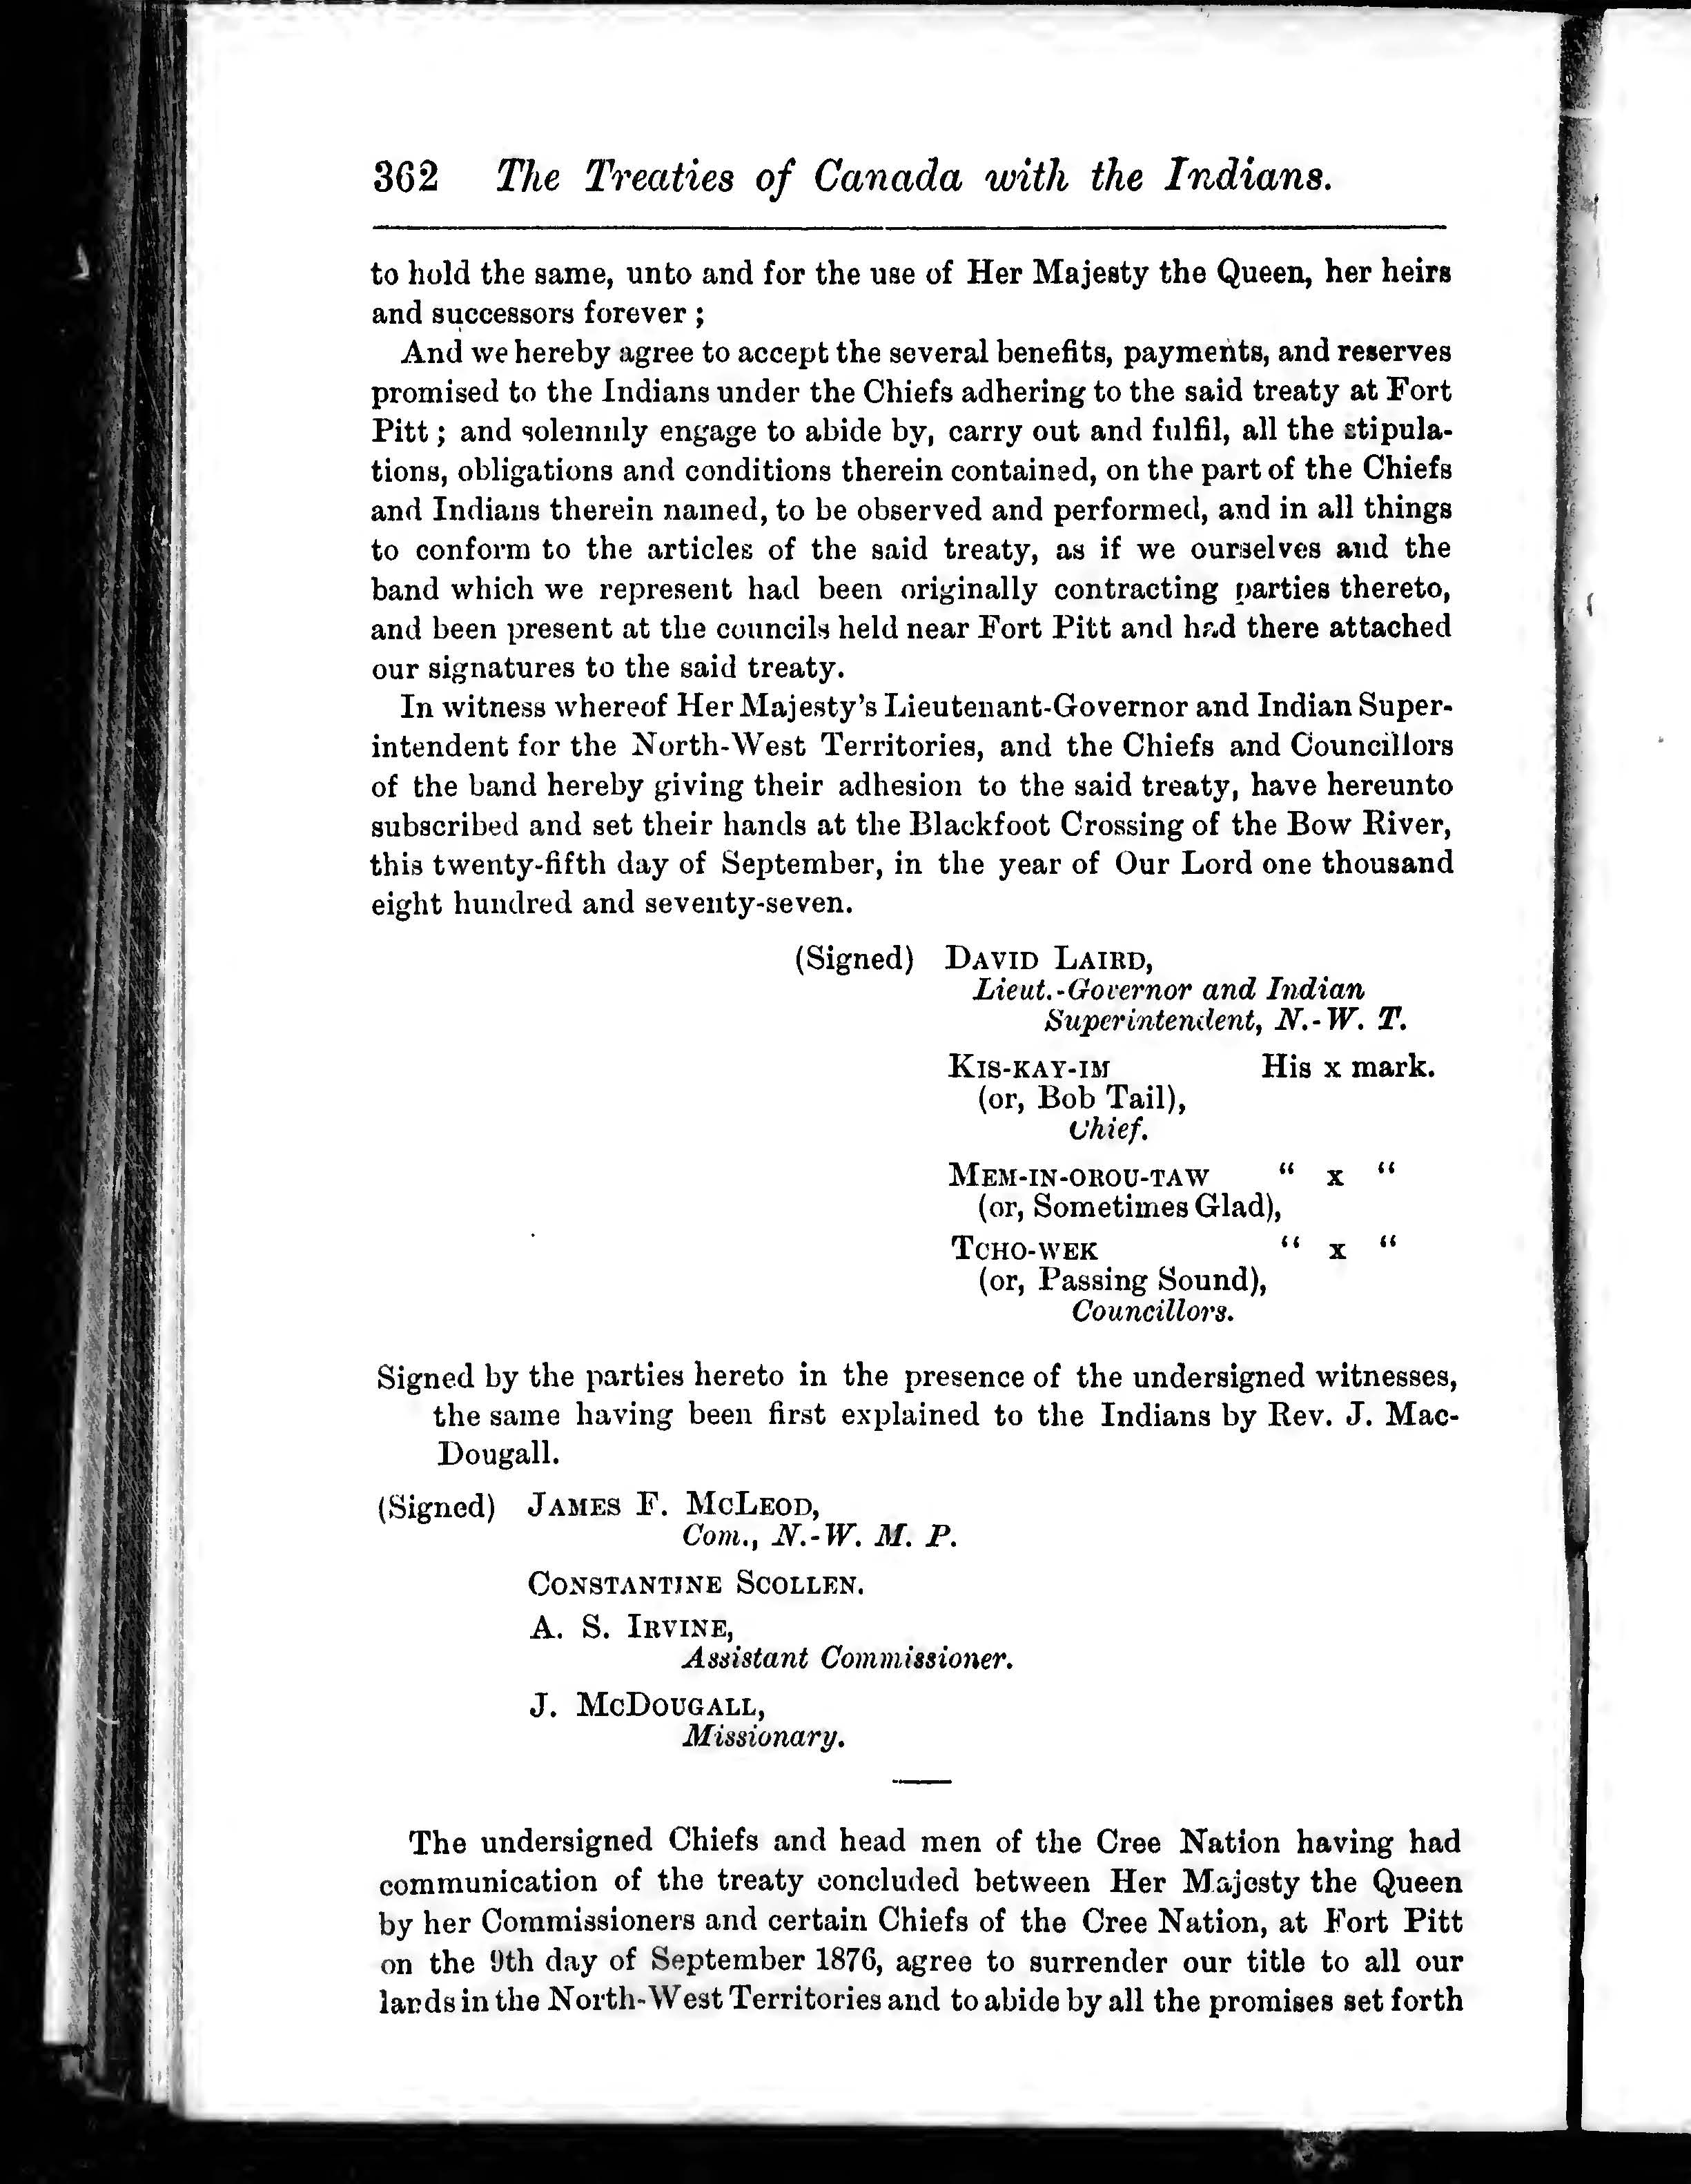 362 The Treaties of Canada with the Indians.
to hold the same, unto and for the use of Her Majesty the Queen, her heirs
and successors forever ;
And we hereby agree to accept the several benefits, payments, and reserves
promised to the Indians under the Chiefs adhering to the said treaty at Fort
Pitt ; and solemnly engage to abide by, carry out and fulfil, all the stipula-
tions, obligations and conditions therein contained, on the part of the Chiefs
and Indians therein named, to be observed and performed, and in all things
to conform to the articles of the said treaty, as if we ourselves and the
band which we represent had been originally contracting parties thereto,
and been present at the councils held near Fort Pitt and had there attached
our signatures to the said treaty.
In witness whereof Her Majesty's Lieutenant-Governor and Indian Super-
intendent for the North-West Territories, and the Chiefs and Councillors
of the band hereby giving their adhesion to the said treaty, have hereunto
subscribed and set their hands at the Blackfoot Crossing of the Bow River,
this twenty-fifth day of September, in the year of Our Lord one thousand
eight hundred and seventy-seven.
(Signed) DAVID LAIRD,
Lieut.-Governor and Indian
Superintendent, N.-W. T.
KIS-KAY-IM His x mark.
(or, Bob Tail),
Chief.
MEM-IN-OROU-TAW " x "
(or, Sometimes Glad),
TCHO-WEK " x "
(or, Passing Sound),
Councillors.
Signed by the parties hereto in the presence of the undersigned witnesses,
the same having been first explained to the Indians by Rev. J. Mac-
Dougall.
(Signed) JAMES F. MCLEOD,
Com., N.-W. M. P.
CONSTANTINE SCOLLEN.
A. S. IRVINE,
Assistant Commissioner.
J. MCDOUGALL,
Missionary.
The undersigned Chiefs and head men of the Cree Nation having had
communication of the treaty concluded between Her Majesty the Queen
by her Commissioners and certain Chiefs of the Cree Nation, at Fort Pitt
on the 9th day of September 1876, agree to surrender our title to all our
lands in the North-West Territories and to abide by all the promises set forth